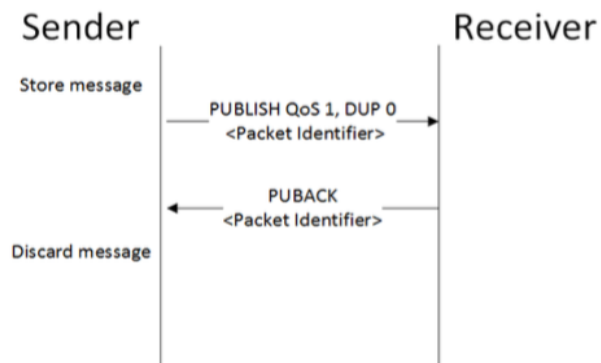 Sender
Receiver
Store message
PUBLISH QoS 1, DUP 0
<Packet Identifier>
PUBACK
<Packet Identifier>
Discard message